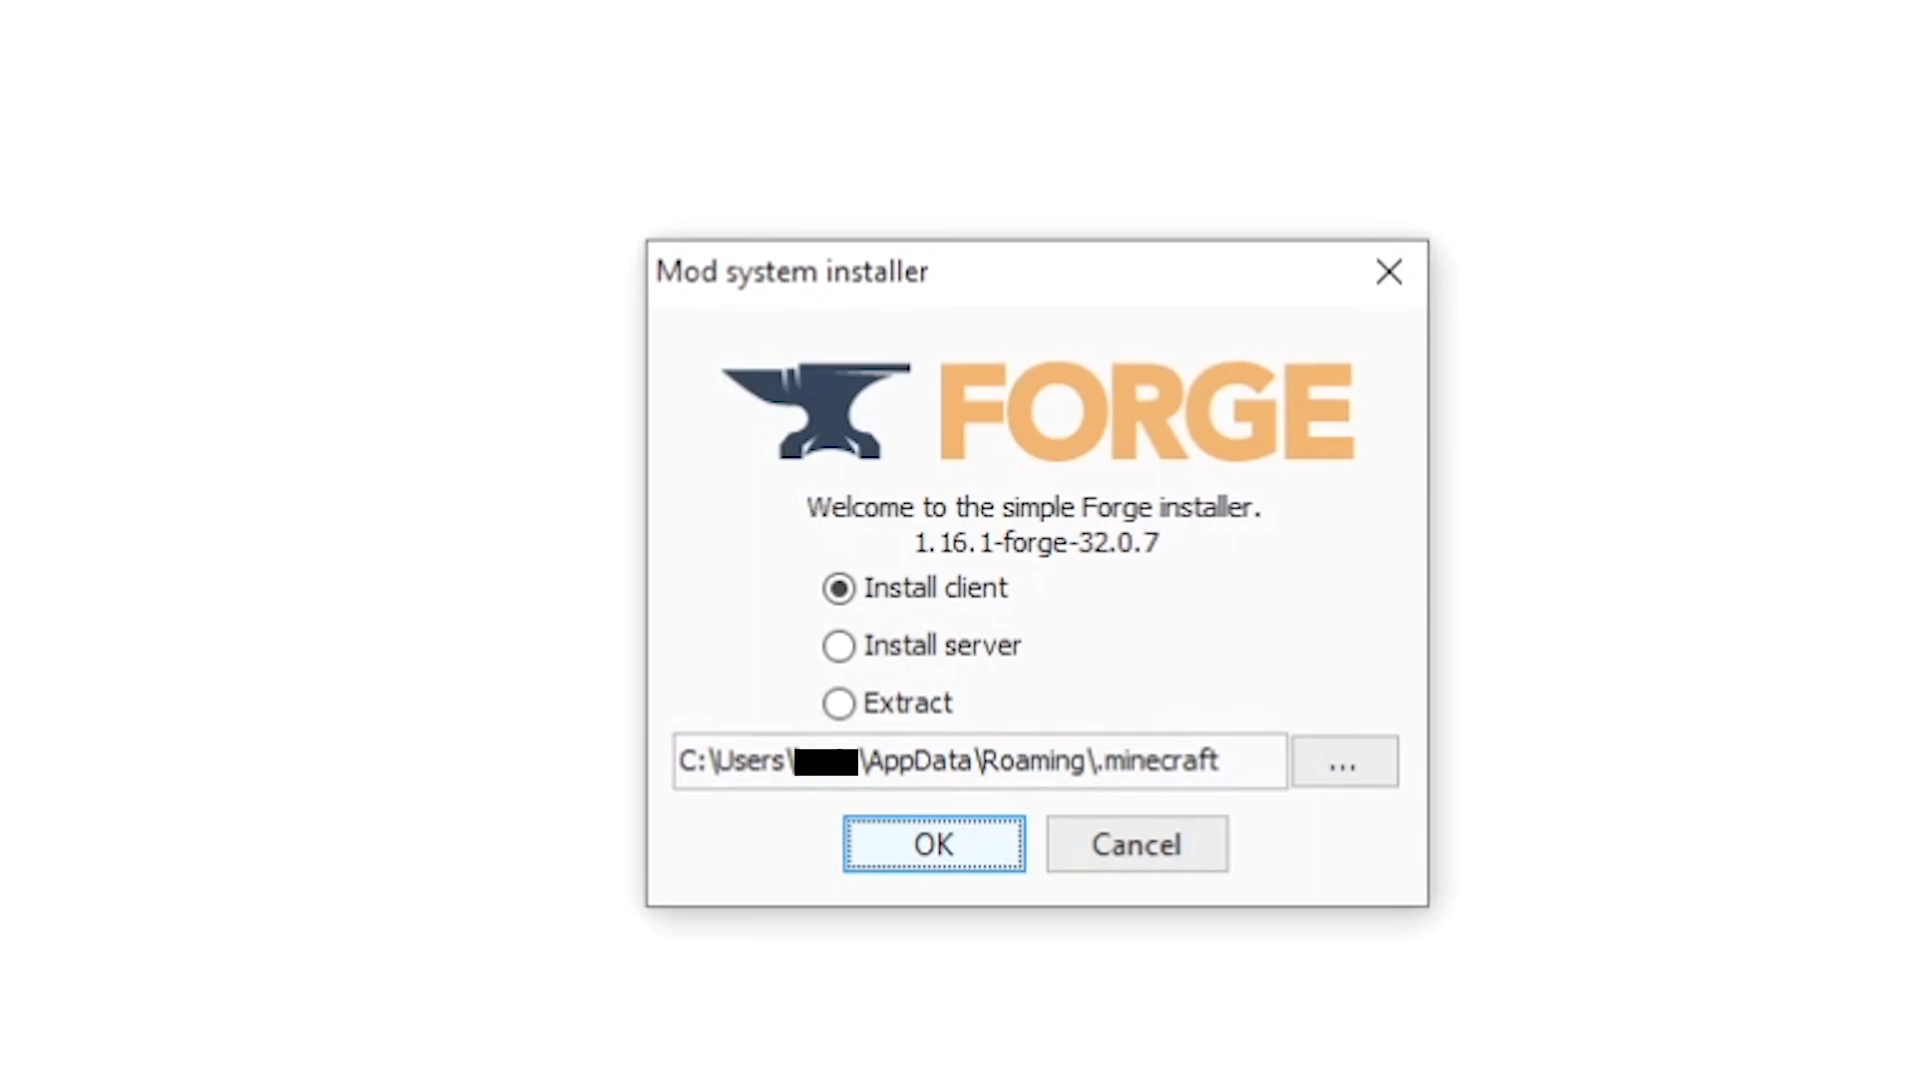 Mod system installer
FORGE
Welcome to the simple Forge installer.
1.16.1-forge-32.0.7
Install client
Install server
Extract
C:\Users\ \AppData\Roaming\.minecraft
...
OK
Cancel